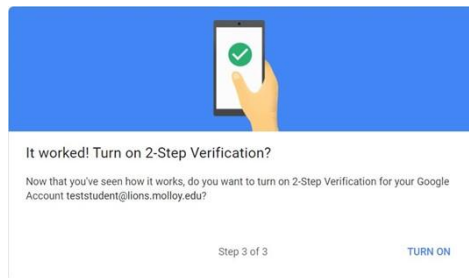 It worked! Turn on 2-Step Verification?
Now that you've seen how it works, do you want to turn on 2-Step Verification for your Google
Account teststudent@lions.molloy.edu?
Step 3 of 3
TURN ON